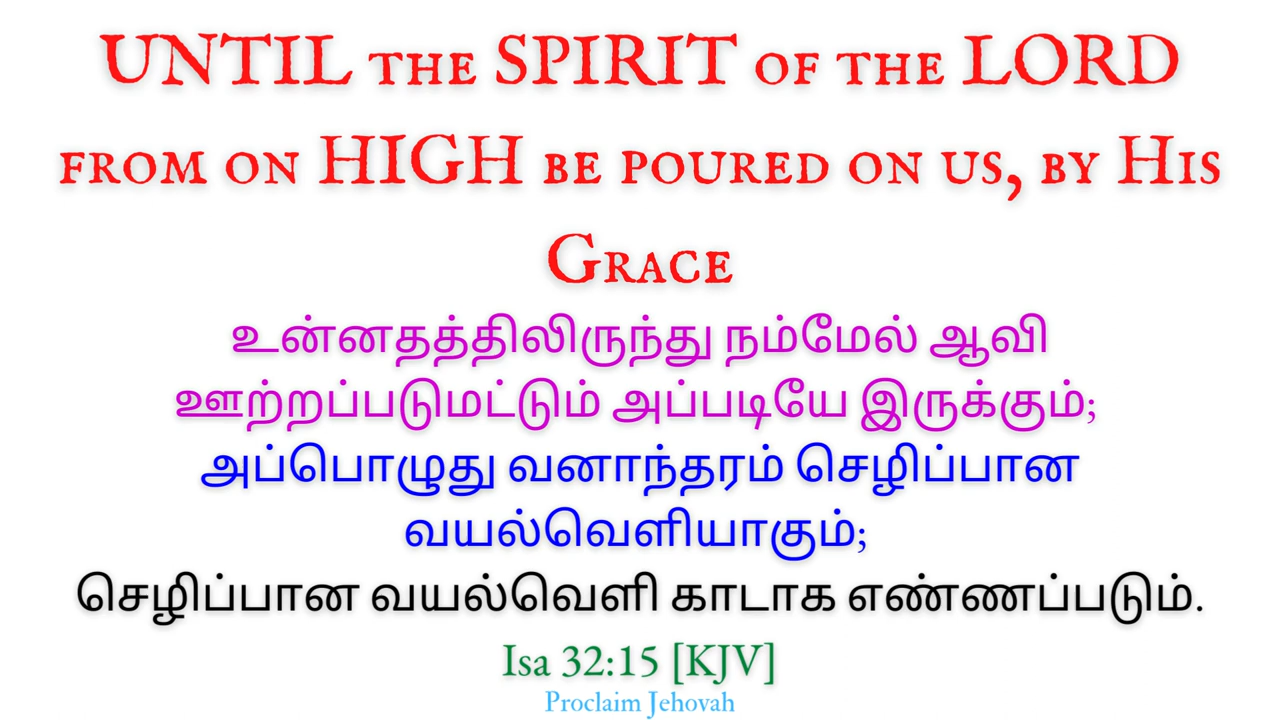 UNTIL THE SPIRIT OF THE LORD
FROM ON HIGH BE POURED ON US, BY HIS
GRACE
உன்னதத்திலிருந்து நம்மேல் ஆவி
ஊற்றப்படுமட்டும் அப்படியே இருக்கும்;
அப்பொழுது வனாந்தரம் செழிப்பான
வயல்வெளியாகும்;
செழிப்பான வயல்வெளி காடாக எண்ணப்படும்.
Isa 32:15 [KJV]
Proclaim Jehovah